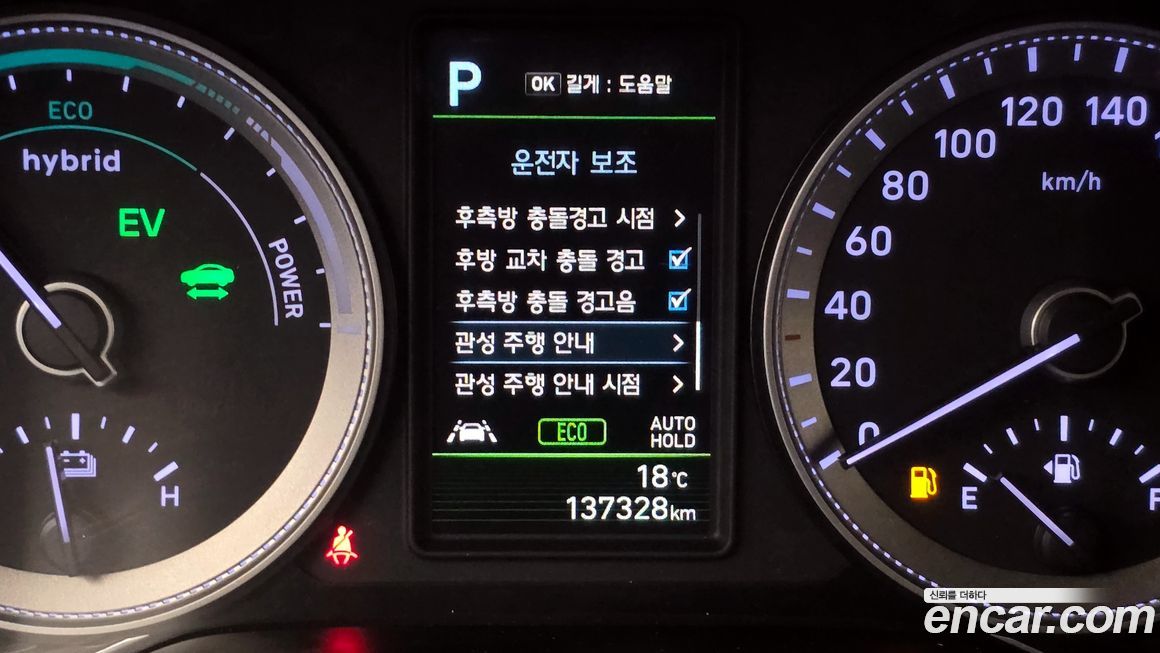 ECO
hybrid
EV
POWER
H
P
OK 길게 : 도움말
운전자 보조
후측방 충돌경고 시점
후방 교차 충돌 경고
후측방 충돌 경고음
관성 주행 안내
관성 주행 안내 시점
ECO
AUTO
HOLD
18℃
137328km
0
20
40
60
80
100
120
140
km/h
E
F
신뢰를 더하다
encar.com